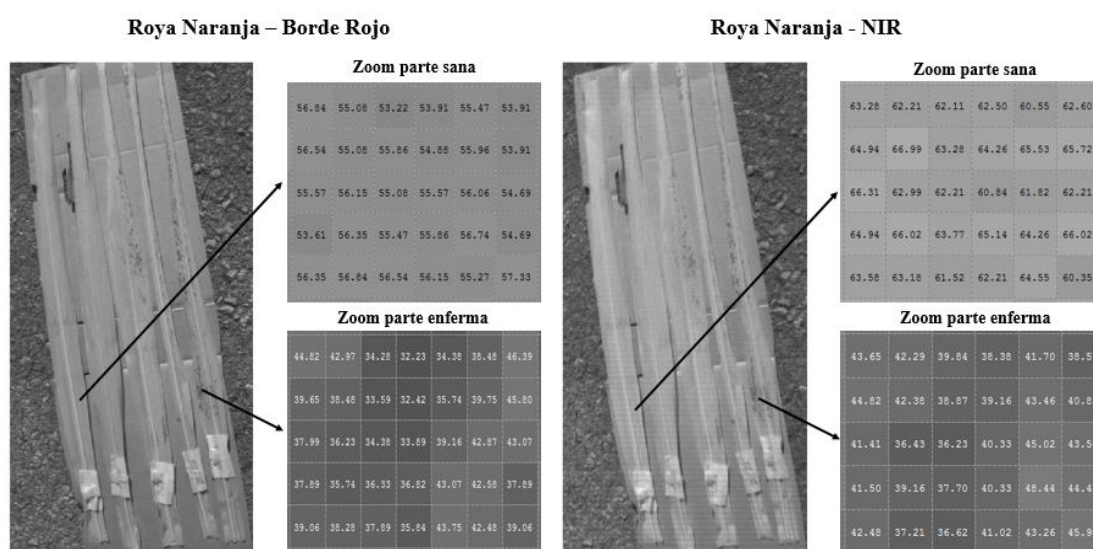 Roya Naranja – Borde Rojo
Zoom parte sana
56.84 55.08 53.22 53.91 55.47 53.91
56.54 55.08 55.86 54.88 55.96 53.91
55.57 56.15 55.08 55.57 56.06 54.69
53.61 56.35 55.47 55.86 56.74 54.69
56.35 56.84 56.54 56.15 55.27 57.33
Zoom parte enferma
44.82 42.97 34.28 32.23 34.38 38.48 46.39
39.65 38.48 33.59 32.42 35.74 39.75 45.80
37.99 36.23 34.38 33.89 39.16 42.87 43.07
37.89 35.74 36.33 36.82 43.07 42.58 37.89
39.06 38.28 37.89 35.84 43.75 42.48 39.06
Roya Naranja - NIR
Zoom parte sana
63.28 62.21 62.11 62.50 60.55 62.60
64.94 66.99 63.28 64.26 65.53 65.72
66.31 62.99 62.21 60.84 61.82 62.21
64.94 66.02 63.77 65.14 64.26 66.02
63.58 63.18 61.52 62.21 64.55 60.35
Zoom parte enferma
43.65 42.29 39.84 38.38 41.70
44.82 42.38 38.87 39.16 43.46
41.41 36.43 36.23 40.33 45.02
41.50 39.16 37.70 40.33 48.44
42.48 37.21 36.62 41.02 43.26